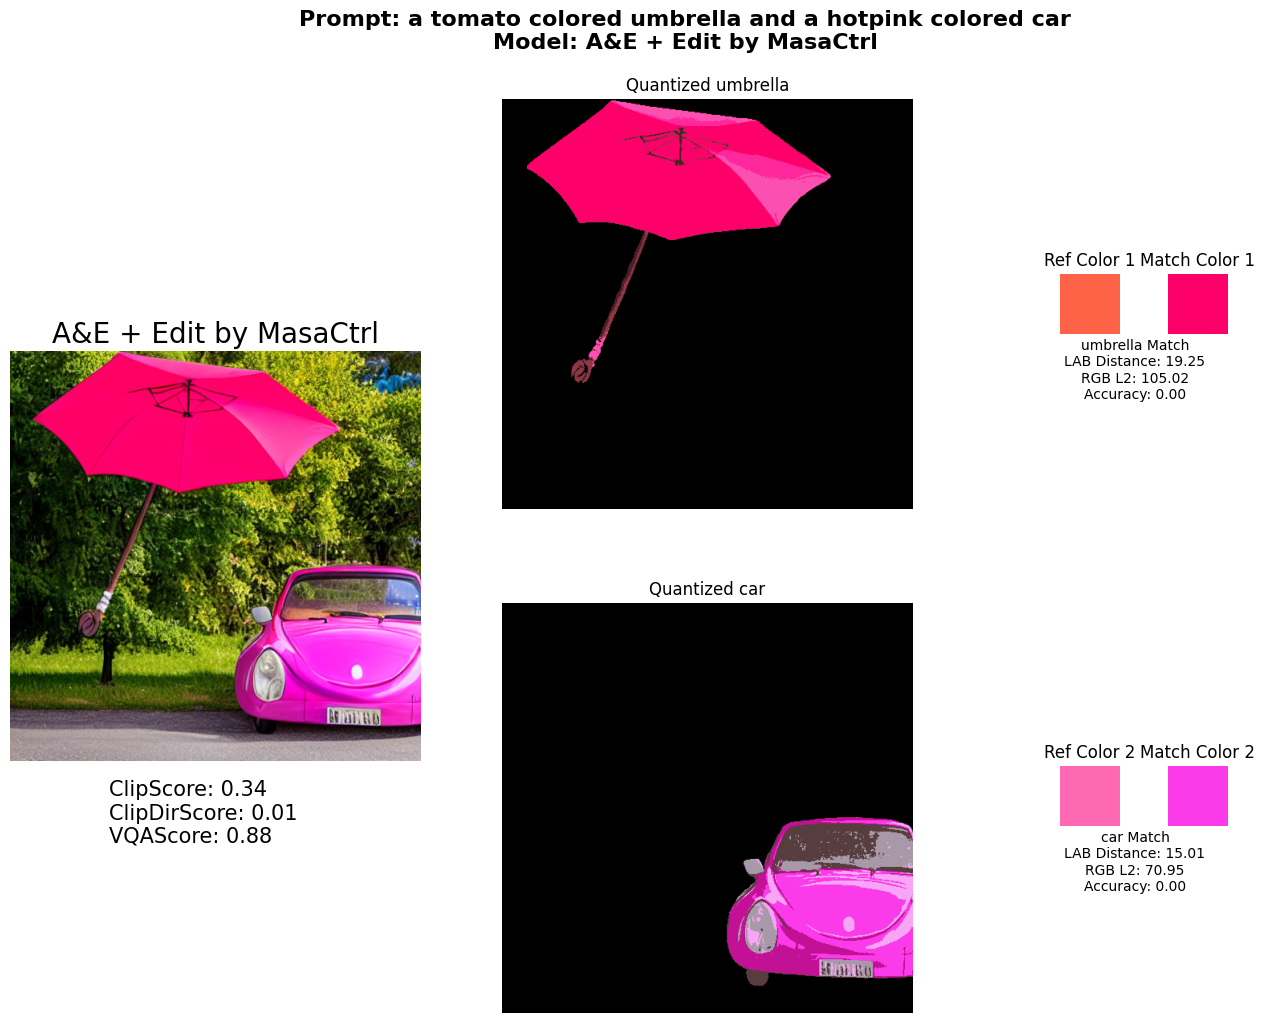 Prompt: a tomato colored umbrella and a hotpink colored car
Model: A&E + Edit by MasaCtrl
Quantized umbrella
Ref Color 1 Match Color 1
umbrella Match
LAB Distance: 19.25
RGB L2: 105.02
Accuracy: 0.00
A&E + Edit by MasaCtrl
ClipScore: 0.34
ClipDirScore: 0.01
VQAScore: 0.88
Quantized car
Ref Color 2 Match Color 2
car Match
LAB Distance: 15.01
RGB L2: 70.95
Accuracy: 0.00